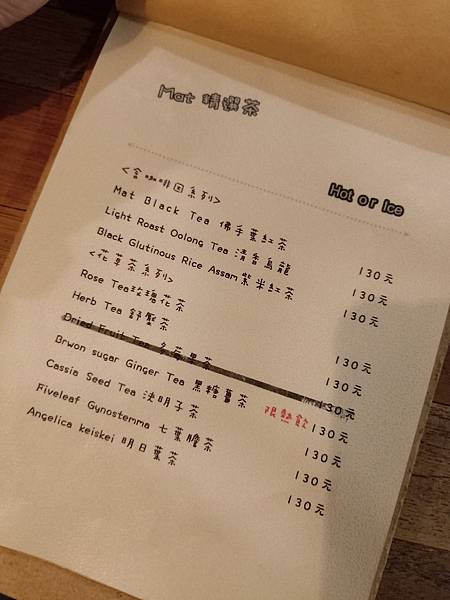 Mat 精選茶
Hot or Ice
<含咖啡因系列>
Mat Black Tea 佛手葉紅茶 130元
Light Roast Oolong Tea 清香烏龍 130元
Black Glutinous Rice Assam 紫米紅茶 130元
<花草茶系列>
Rose Tea玫瑰花茶 130元
Herb Tea 舒壓茶 130元
Dried Fruit Tea 果茶 130元
Brwon sugar Ginger Tea 黑糖薑茶 限熱飲 130元
Cassia Seed Tea 決明子茶 130元
Fiveleaf Gynostemma 七葉膽茶 130元
Angelica keiskei 明日葉茶 130元